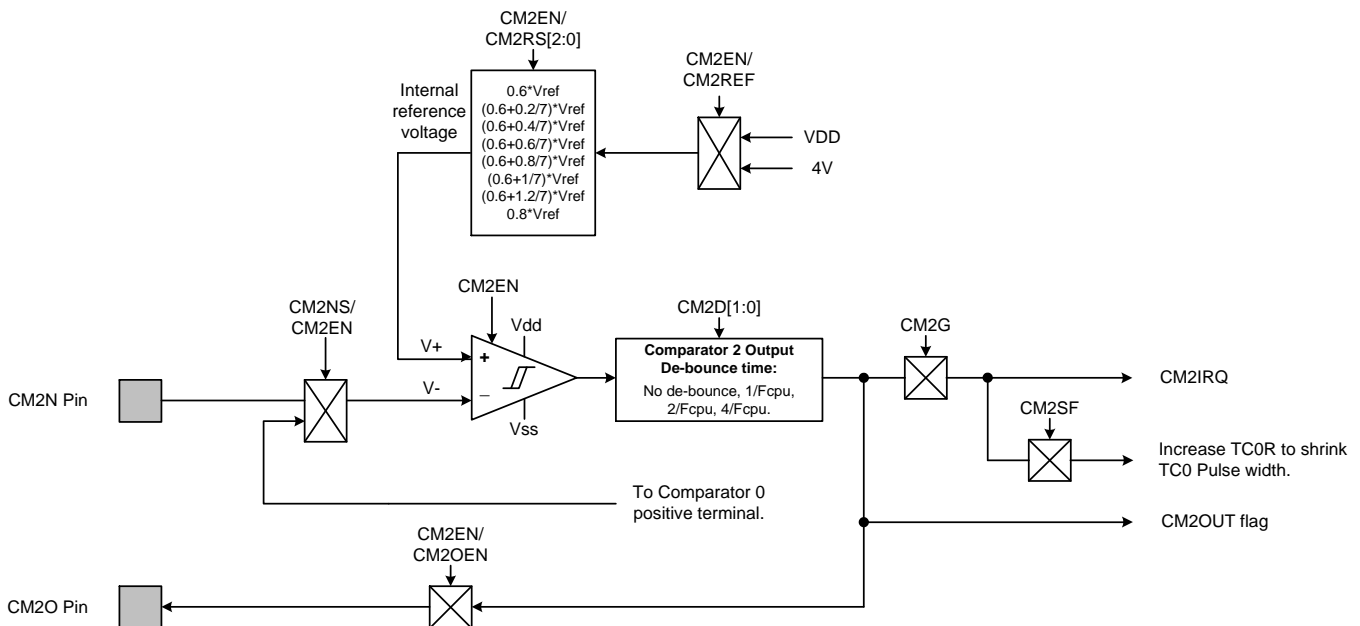 CM2EN/
CM2RS[2:0]
CM2EN/
CM2REF
Internal
reference
voltage
0.6*Vref
(0.6+0.2/7)*Vref
(0.6+0.4/7)*Vref
(0.6+0.6/7)*Vref
(0.6+0.8/7)*Vref
(0.6+1/7)*Vref
(0.6+1.2/7)*Vref
0.8*Vref
VDD
4V
CM2NS/
CM2EN
CM2EN
Vdd
V+
+
V-
−
Vss
CM2D[1:0]
Comparator 2 Output
De-bounce time:
No de-bounce, 1/Fcpu,
2/Fcpu, 4/Fcpu.
CM2G
CM2IRQ
CM2SF
Increase TC0R to shrink
TC0 Pulse width.
CM2N Pin
To Comparator 0
positive terminal.
CM2OUT flag
CM2EN/
CM2OEN
CM2O Pin